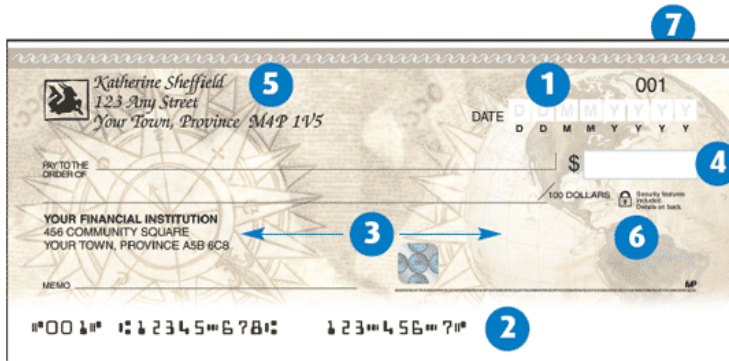 7
Katherine Sheffield 5
123 Any Street
Your Town, Province M4P 1V5
1
001
DATE D D M M Y Y Y Y
D D M M Y Y Y Y
PAY TO THE
ORDER OF
$
4
/100 DOLLARS
Security features
included.
Details on back.
YOUR FINANCIAL INSTITUTION
456 COMMUNITY SQUARE
YOUR TOWN, PROVINCE A5B 6C8
3
6
MEMO
MP
⑈001⑈ ⑆12345⑉678⑆ 123⑉456⑉7⑈ 2